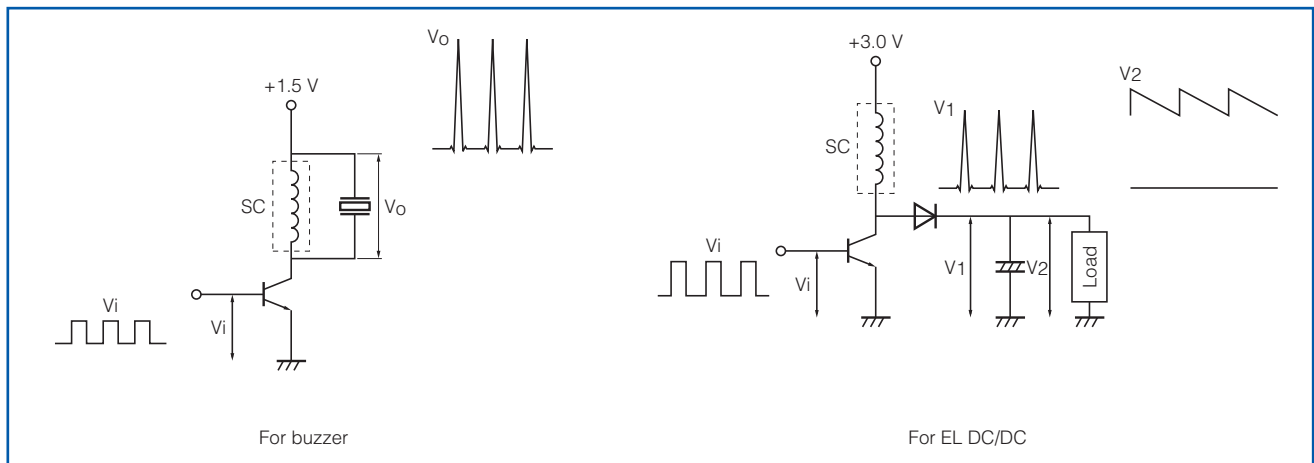 +1.5 V
SC
Vo
Vo
Vi
Vi
For buzzer
+3.0 V
SC
V1
V2
Vi
Vi
V1
V2
Load
For EL DC/DC